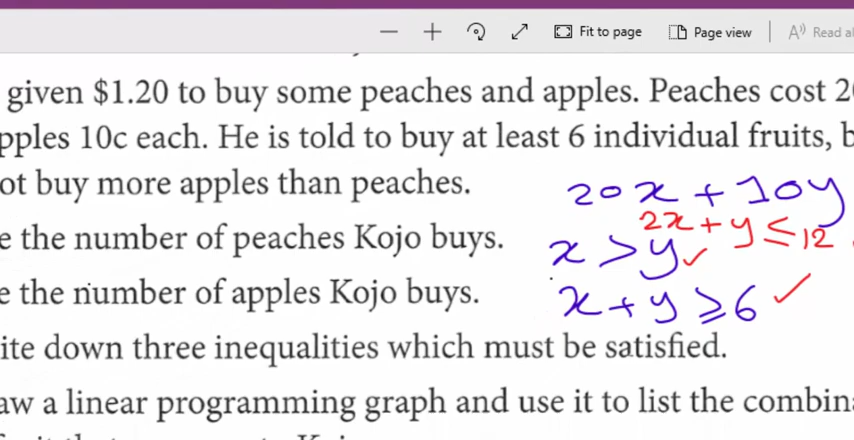 Fit to page Page view Read al
given $1.20 to buy some peaches and apples. Peaches cost 20
pples 10c each. He is told to buy at least 6 individual fruits, b
ot buy more apples than peaches.
20x + 10y
2x + y ≤ 12
e the number of peaches Kojo buys.
x > y ✓
e the number of apples Kojo buys.
x + y ≥ 6 ✓
ite down three inequalities which must be satisfied.
aw a linear programming graph and use it to list the combina